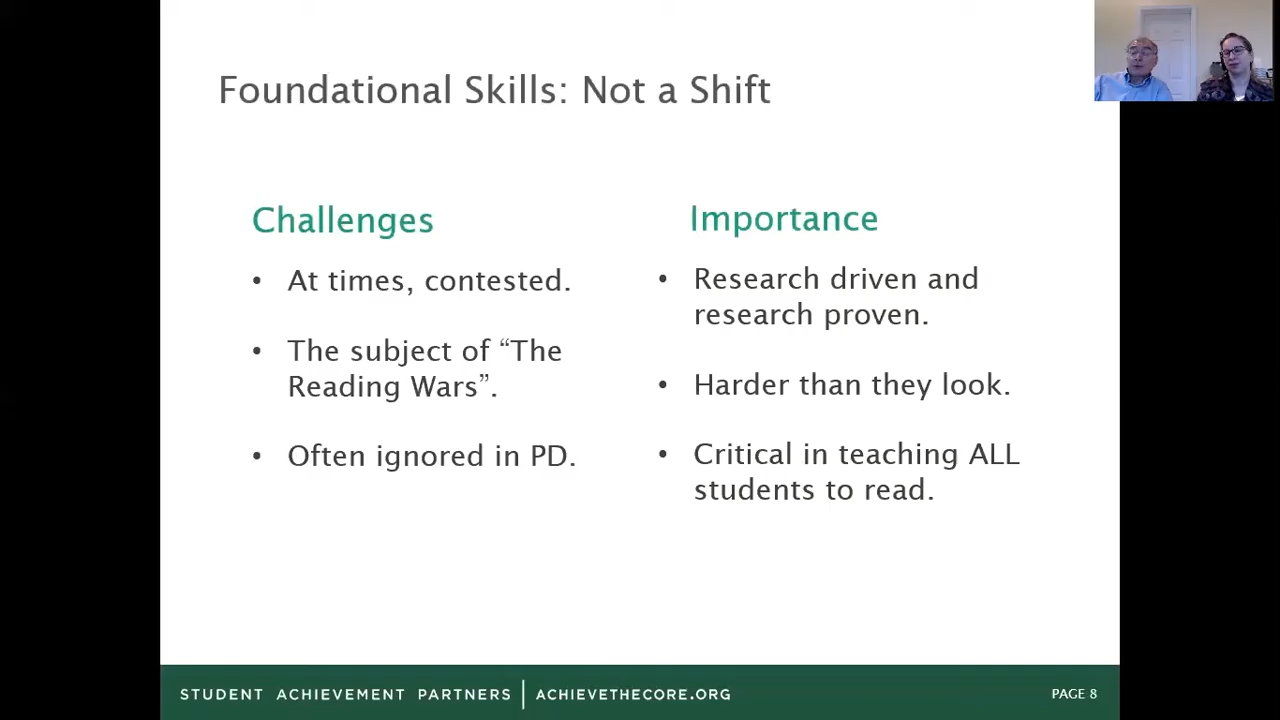 Foundational Skills: Not a Shift
Challenges
• At times, contested.
• The subject of “The
Reading Wars”.
• Often ignored in PD.
Importance
• Research driven and
research proven.
• Harder than they look.
• Critical in teaching ALL
students to read.
STUDENT ACHIEVEMENT PARTNERS | ACHIEVETHECORE.ORG
PAGE 8